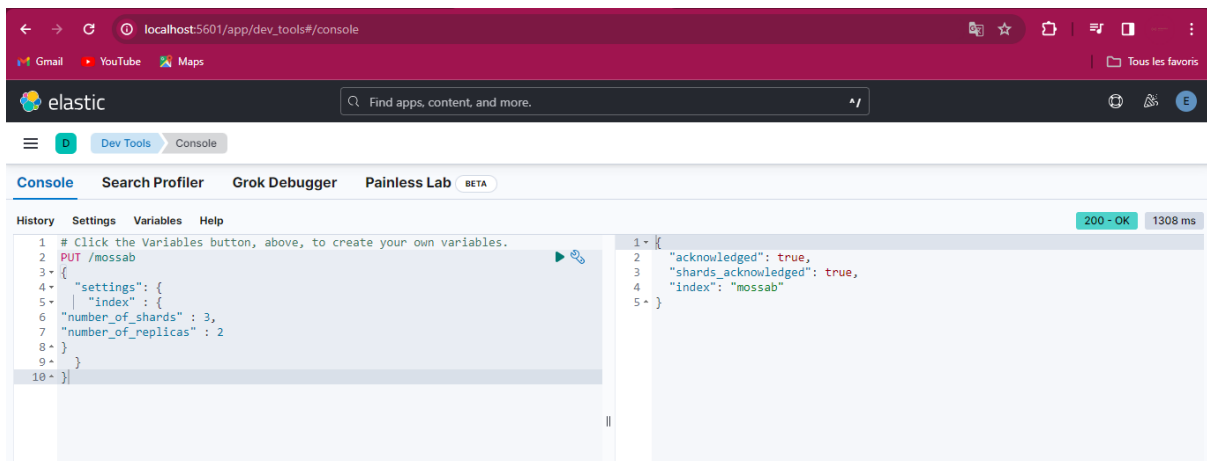 localhost:5601/app/dev_tools#/console
Gmail YouTube Maps Tous les favoris
elastic Find apps, content, and more. ^/ E
D Dev Tools Console
Console Search Profiler Grok Debugger Painless Lab BETA
History Settings Variables Help 200 - OK 1308 ms
1 # Click the Variables button, above, to create your own variables.
2 PUT /mossab
3 {
4 "settings": {
5 "index" : {
6 "number_of_shards" : 3,
7 "number_of_replicas" : 2
8 }
9 }
10 }
1 {
2 "acknowledged": true,
3 "shards_acknowledged": true,
4 "index": "mossab"
5 }